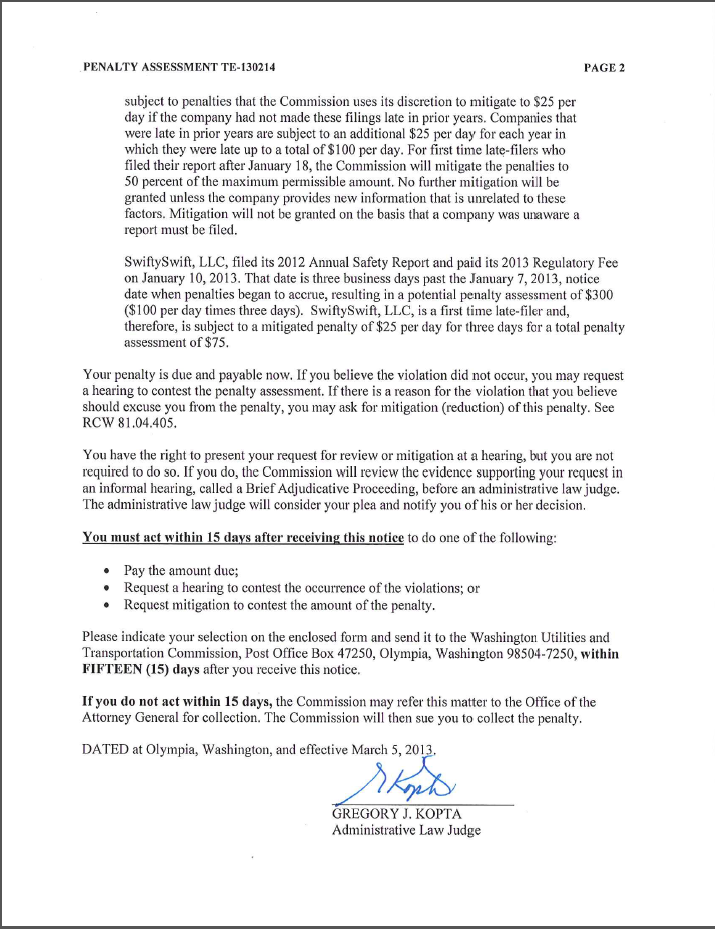 PENALTY ASSESSMENT TE-130214 PAGE 2
subject to penalties that the Commission uses its discretion to mitigate to $25 per
day if the company had not made these filings late in prior years. Companies that
were late in prior years are subject to an additional $25 per day for each year in
which they were late up to a total of $100 per day. For first time late-filers who
filed their report after January 18, the Commission will mitigate the penalties to
50 percent of the maximum permissible amount. No further mitigation will be
granted unless the company provides new information that is unrelated to these
factors. Mitigation will not be granted on the basis that a company was unaware a
report must be filed.
SwiftySwift, LLC, filed its 2012 Annual Safety Report and paid its 2013 Regulatory Fee
on January 10, 2013. That date is three business days past the January 7, 2013, notice
date when penalties began to accrue, resulting in a potential penalty assessment of $300
($100 per day times three days). SwiftySwift, LLC, is a first time late-filer and,
therefore, is subject to a mitigated penalty of $25 per day for three days for a total penalty
assessment of $75.
Your penalty is due and payable now. If you believe the violation did not occur, you may request
a hearing to contest the penalty assessment. If there is a reason for the violation that you believe
should excuse you from the penalty, you may ask for mitigation (reduction) of this penalty. See
RCW 81.04.405.
You have the right to present your request for review or mitigation at a hearing, but you are not
required to do so. If you do, the Commission will review the evidence supporting your request in
an informal hearing, called a Brief Adjudicative Proceeding, before an administrative law judge.
The administrative law judge will consider your plea and notify you of his or her decision.
You must act within 15 days after receiving this notice to do one of the following:
• Pay the amount due;
• Request a hearing to contest the occurrence of the violations; or
• Request mitigation to contest the amount of the penalty.
Please indicate your selection on the enclosed form and send it to the Washington Utilities and
Transportation Commission, Post Office Box 47250, Olympia, Washington 98504-7250, within
FIFTEEN (15) days after you receive this notice.
If you do not act within 15 days, the Commission may refer this matter to the Office of the
Attorney General for collection. The Commission will then sue you to collect the penalty.
DATED at Olympia, Washington, and effective March 5, 2013.
GREGORY J. KOPTA
Administrative Law Judge